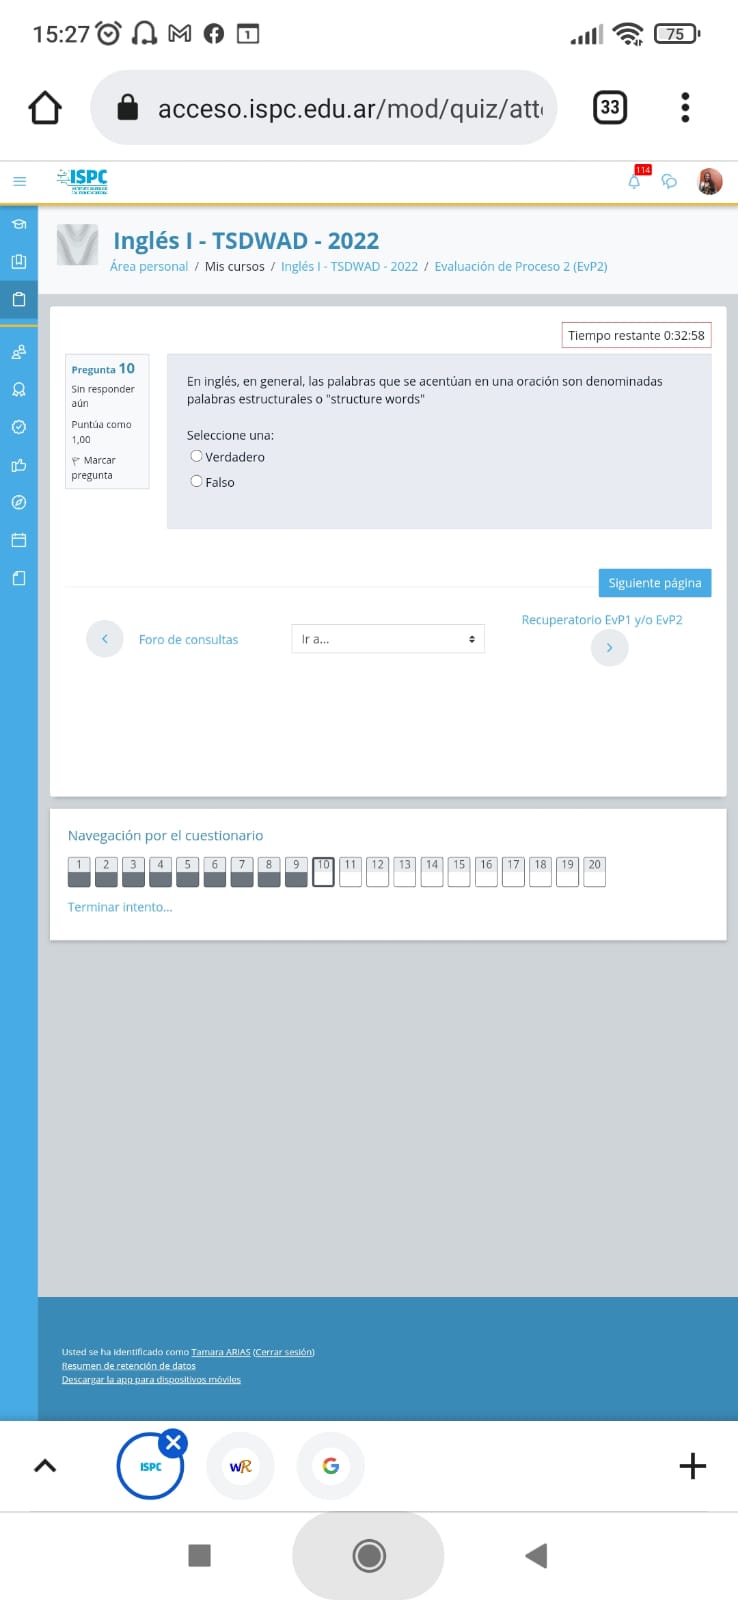 15:27
1
75
acceso.ispc.edu.ar/mod/quiz/att
33
ISPC
114
Inglés I - TSDWAD - 2022
Área personal / Mis cursos / Inglés I - TSDWAD - 2022 / Evaluación de Proceso 2 (EvP2)
Tiempo restante 0:32:58
Pregunta 10
Sin responder
aún
Puntúa como
1,00
Marcar
pregunta
En inglés, en general, las palabras que se acentúan en una oración son denominadas
palabras estructurales o "structure words"
Seleccione una:
Verdadero
Falso
Siguiente página
Foro de consultas
Ir a...
Recuperatorio EvP1 y/o EvP2
Navegación por el cuestionario
1 2 3 4 5 6 7 8 9 10 11 12 13 14 15 16 17 18 19 20
Terminar intento...
Usted se ha identificado como Tamara ARIAS (Cerrar sesión)
Resumen de retención de datos
Descargar la app para dispositivos móviles
ISPC
WR
G